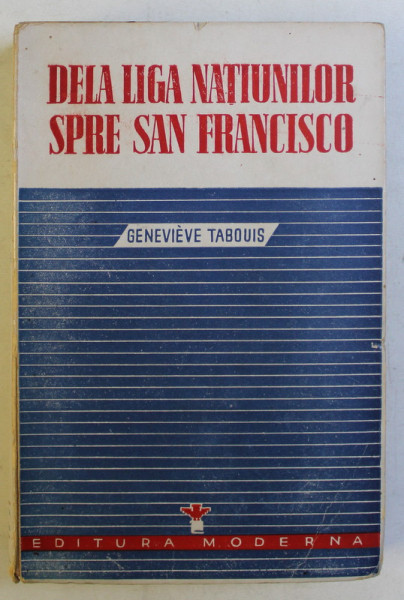 DELA LIGA NAȚIUNILOR
SPRE SAN FRANCISCO
GENEVIÈVE TABOUIS
EDITURA MODERNA